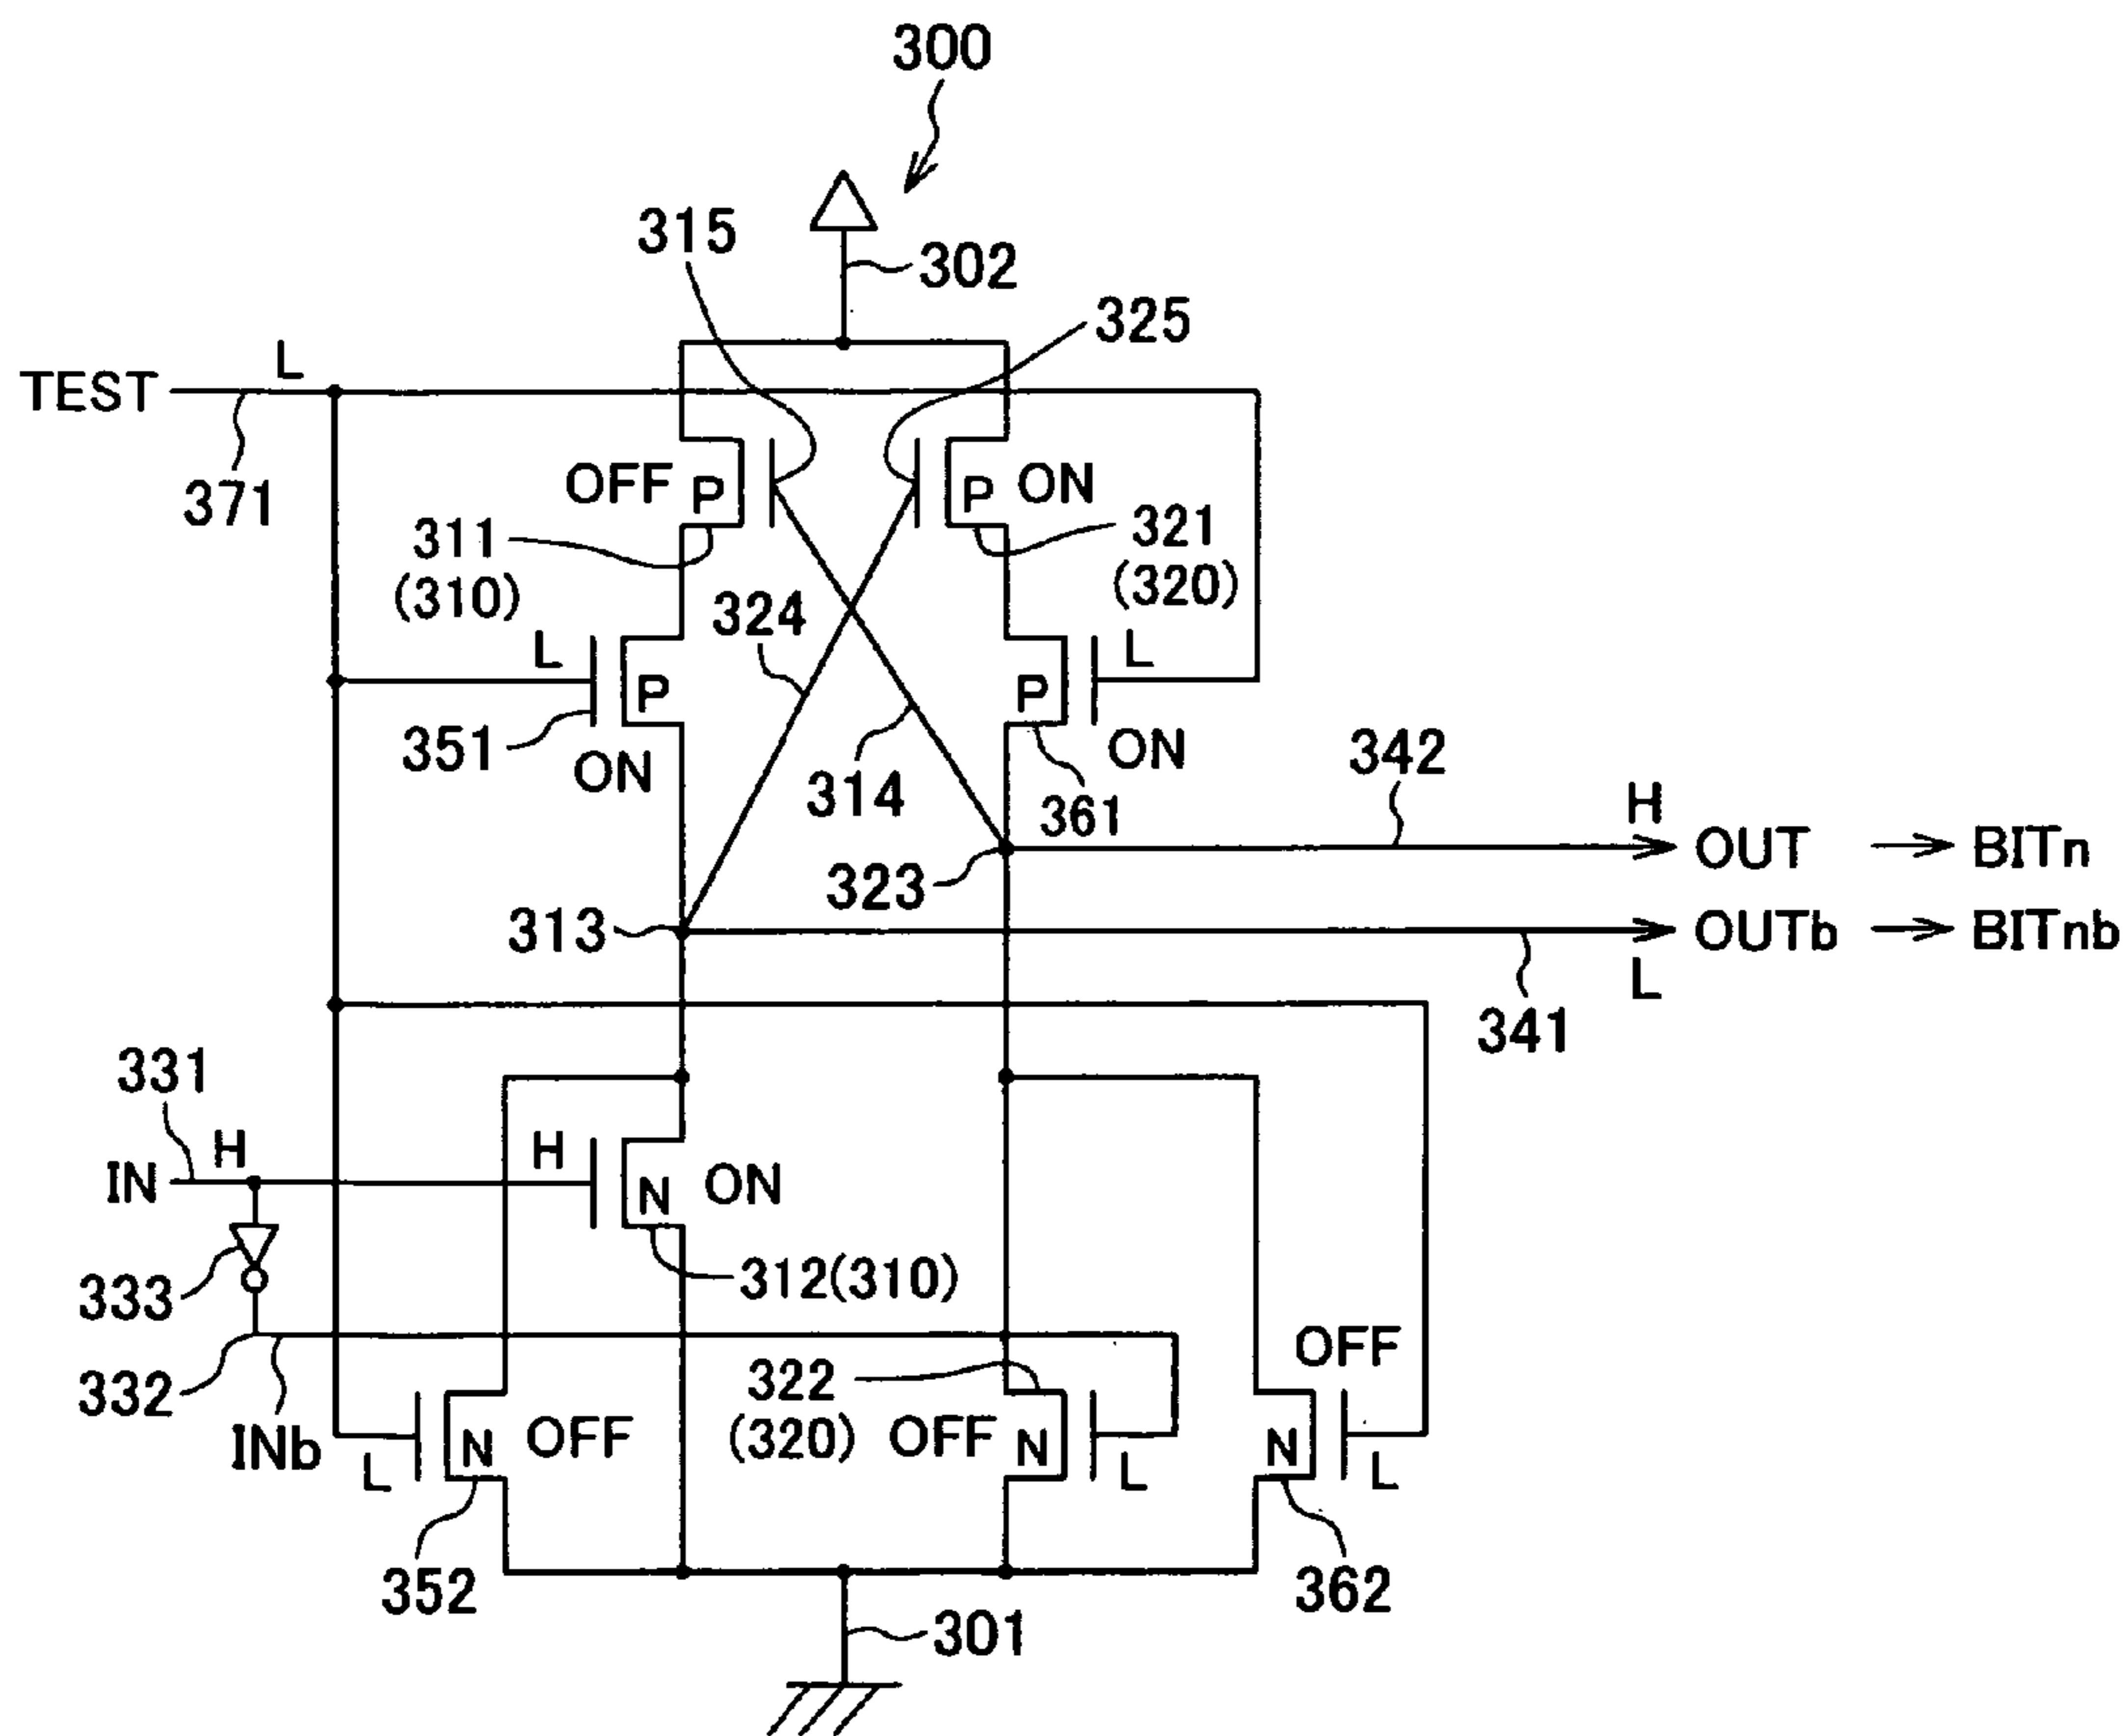 300
315
302
325
L
TEST
371
OFF P
P ON
311
(310)
321
(320)
324
L
P
351
ON
314
P
L
ON
361
342
H
OUT → BITn
323
313
OUTb → BITnb
L
341
331
H
IN
H
N ON
312(310)
333
332
INb
L
N OFF
352
322
(320)
OFF N
L
OFF
N
L
362
301